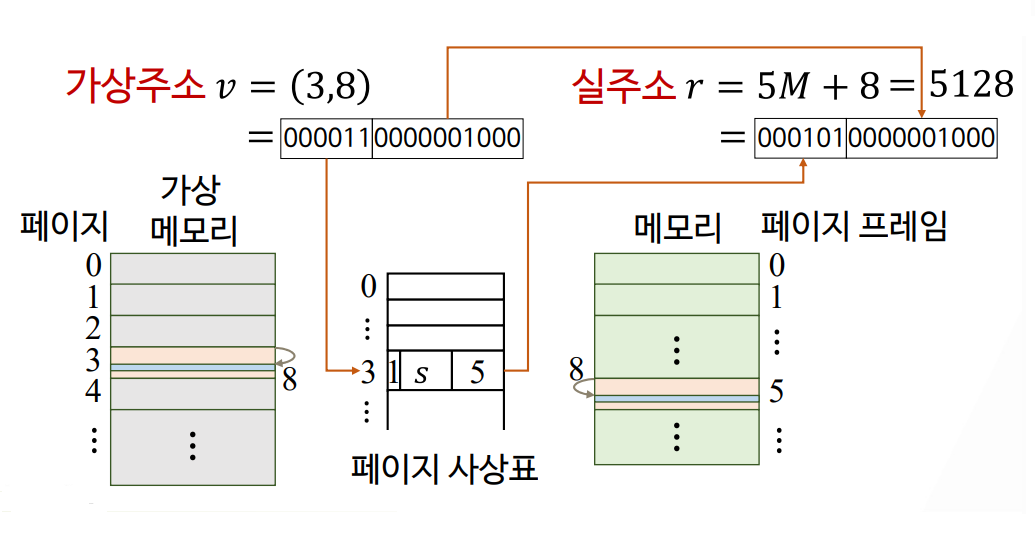 가상주소 v = (3,8)
= 000011 0000001000
실주소 r = 5M + 8 = 5128
= 000101 0000001000
페이지
가상
메모리
0
1
2
3
4
⋮
⋮
8
0
⋮
3 1 s 5
⋮
페이지 사상표
메모리
페이지 프레임
0
1
⋮
⋮
8
5
⋮
⋮